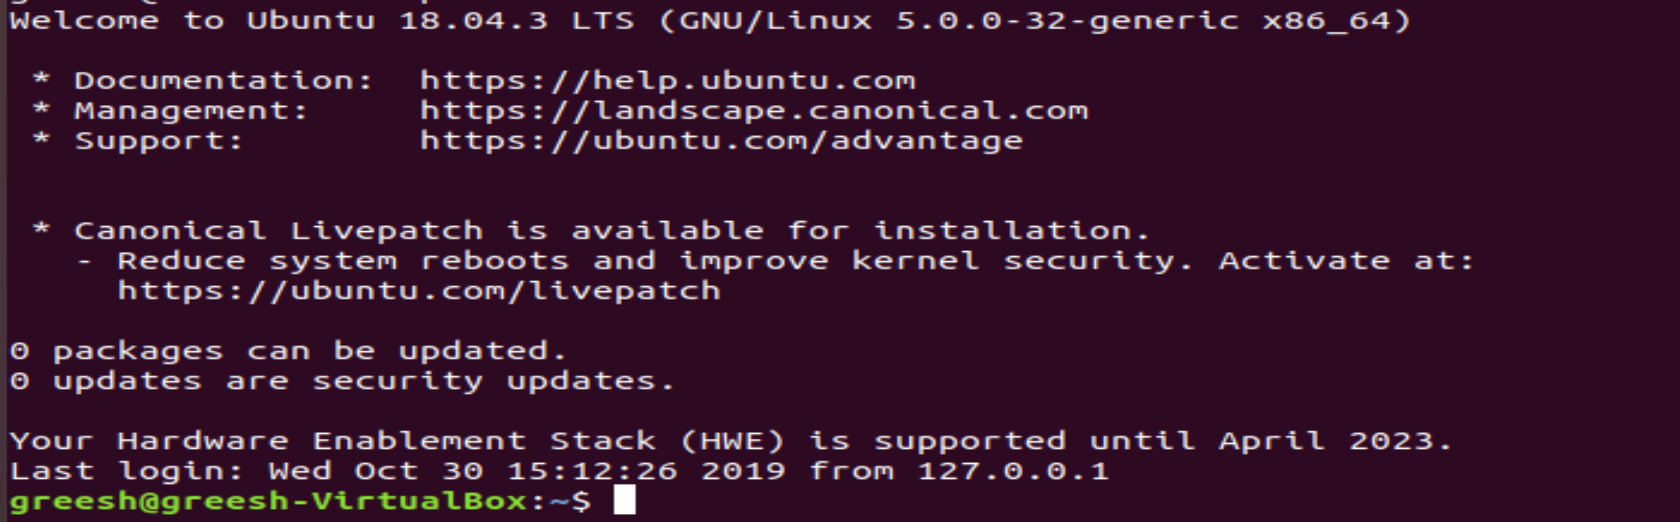 Welcome to Ubuntu 18.04.3 LTS (GNU/Linux 5.0.0-32-generic x86_64)
* Documentation: https://help.ubuntu.com
* Management: https://landscape.canonical.com
* Support: https://ubuntu.com/advantage
* Canonical Livepatch is available for installation.
- Reduce system reboots and improve kernel security. Activate at:
https://ubuntu.com/livepatch
0 packages can be updated.
0 updates are security updates.
Your Hardware Enablement Stack (HWE) is supported until April 2023.
Last login: Wed Oct 30 15:12:26 2019 from 127.0.0.1
greesh@greesh-VirtualBox:~$